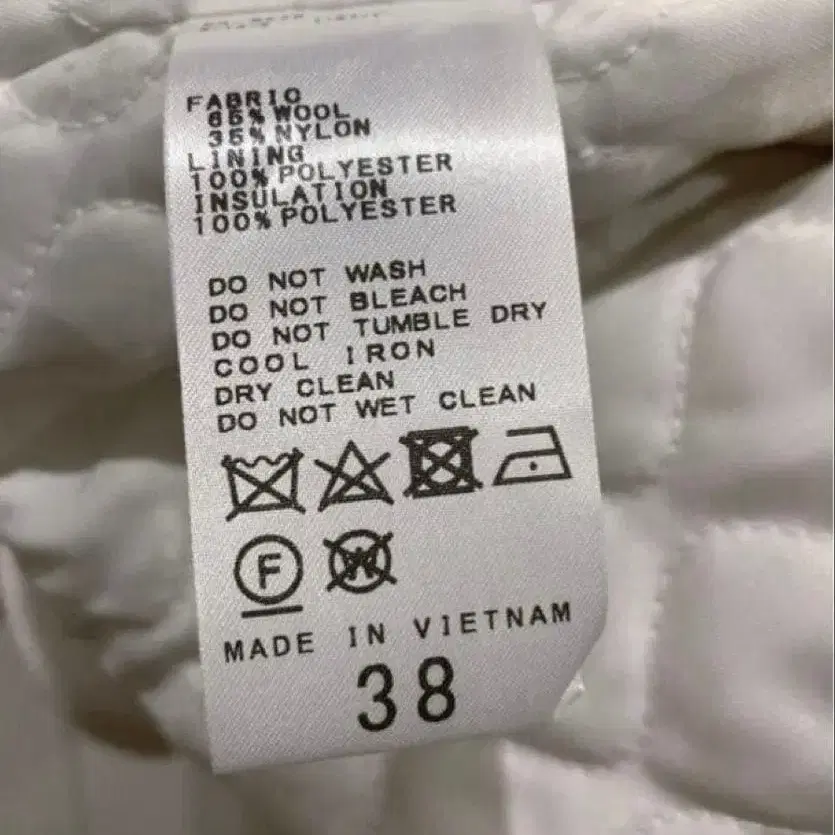 FABRIC
65% WOOL
35% NYLON
LINING
100% POLYESTER
INSULATION
100% POLYESTER
DO NOT WASH
DO NOT BLEACH
DO NOT TUMBLE DRY
COOL IRON
DRY CLEAN
DO NOT WET CLEAN
F W
MADE IN VIETNAM
38